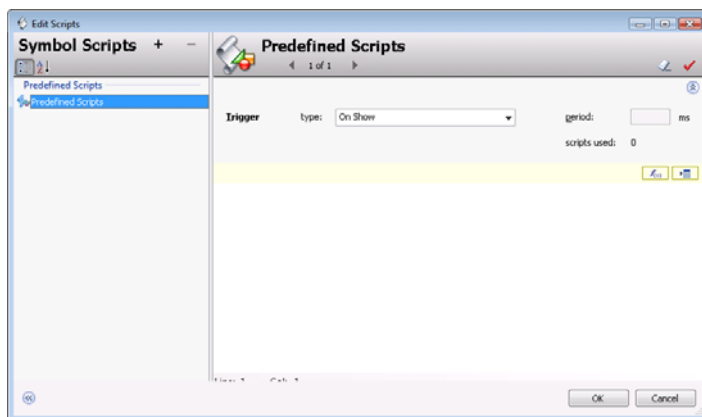 Edit Scripts
Symbol Scripts + −
Predefined Scripts
1 of 1
Predefined Scripts
Predefined Scripts
Trigger type: On Show period: ms
scripts used: 0
OK Cancel